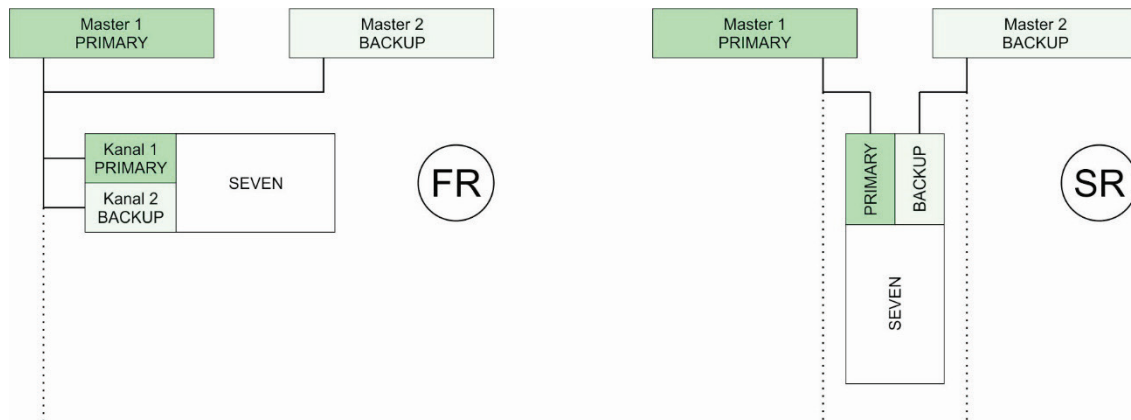 Master 1
PRIMARY
Master 2
BACKUP
Kanal 1
PRIMARY
Kanal 2
BACKUP
SEVEN
FR
Master 1
PRIMARY
Master 2
BACKUP
PRIMARY
BACKUP
SEVEN
SR